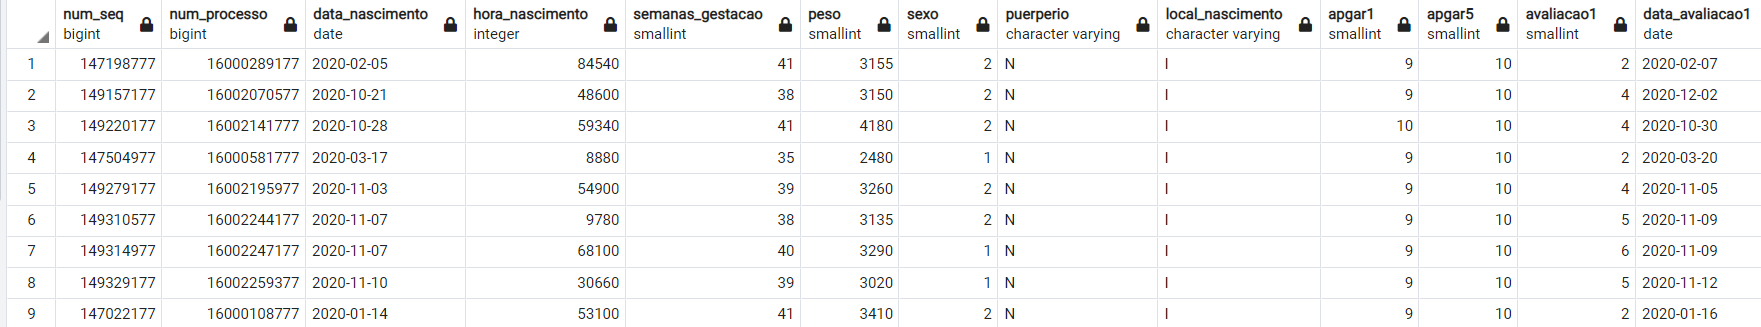 num_seq num_processo data_nascimento hora_nascimento semanas_gestacao peso sexo puerperio local_nascimento apgar1 apgar5 avaliacao1 data_avaliacao1
bigint bigint date integer smallint smallint smallint character varying character varying smallint smallint smallint date
1 147198777 16000289177 2020-02-05 84540 41 3155 2 N I 9 10 2 2020-02-07
2 149157177 16002070577 2020-10-21 48600 38 3150 2 N I 9 10 4 2020-12-02
3 149220177 16002141777 2020-10-28 59340 41 4180 2 N I 10 10 4 2020-10-30
4 147504977 16000581777 2020-03-17 8880 35 2480 1 N I 9 10 2 2020-03-20
5 149279177 16002195977 2020-11-03 54900 39 3260 2 N I 9 10 4 2020-11-05
6 149310577 16002244177 2020-11-07 9780 38 3135 2 N I 9 10 5 2020-11-09
7 149314977 16002247177 2020-11-07 68100 40 3290 1 N I 9 10 6 2020-11-09
8 149329177 16002259377 2020-11-10 30660 39 3020 1 N I 9 10 5 2020-11-12
9 147022177 16000108777 2020-01-14 53100 41 3410 2 N I 9 10 2 2020-01-16